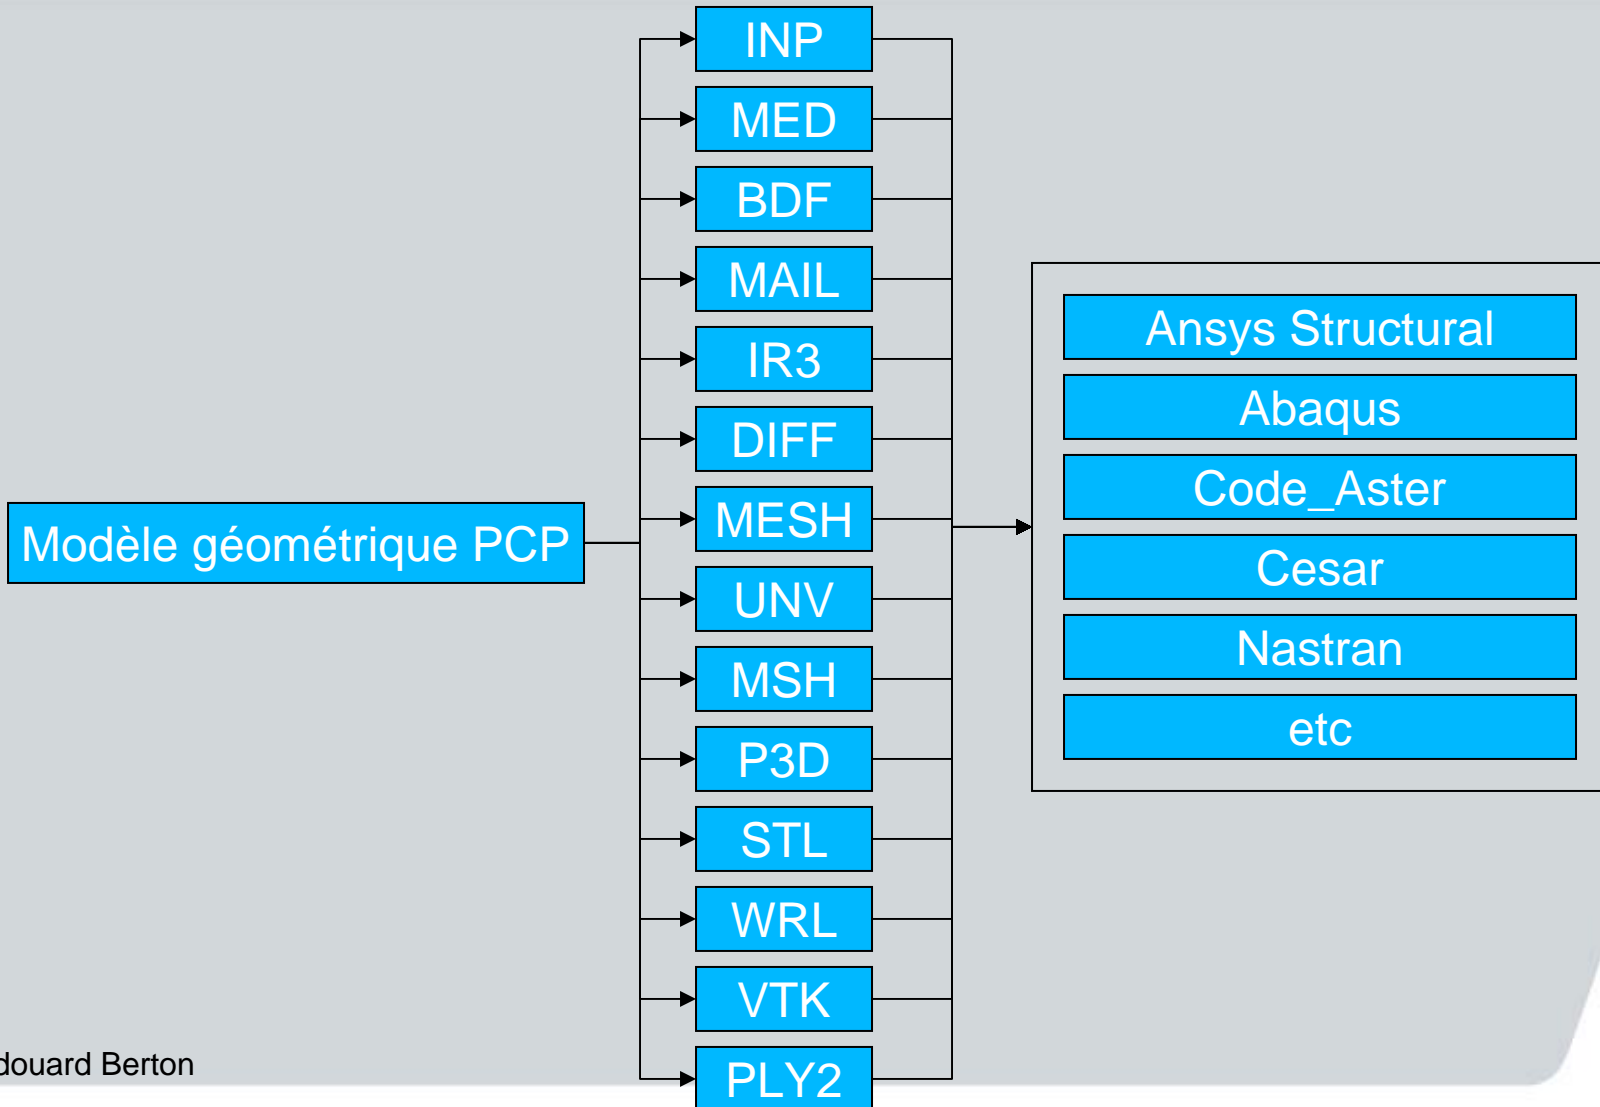 Modèle géométrique PCP
INP
MED
BDF
MAIL
IR3
DIFF
MESH
UNV
MSH
P3D
STL
WRL
VTK
PLY2
Ansys Structural
Abaqus
Code_Aster
Cesar
Nastran
etc
douard Berton